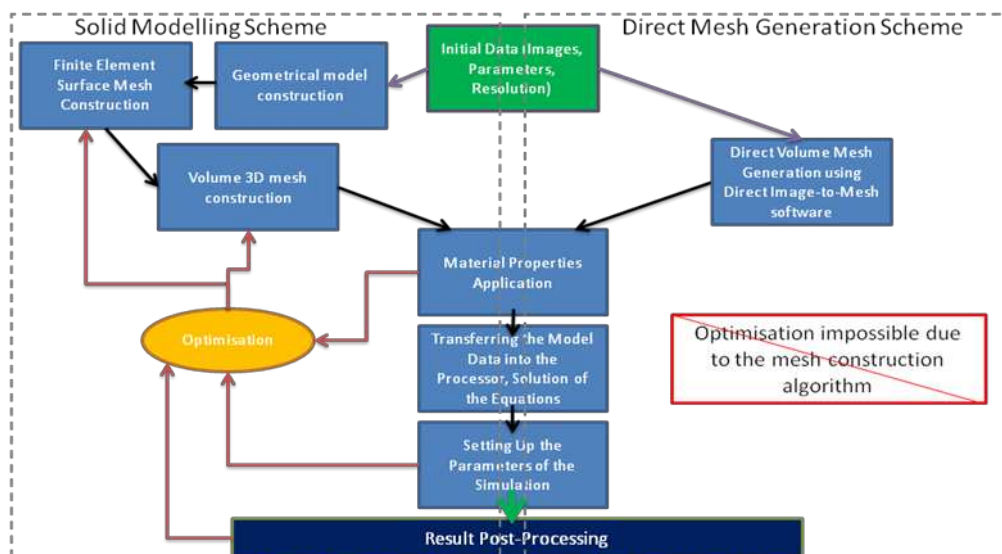 Solid Modelling Scheme
Direct Mesh Generation Scheme
Initial Data (Images,
Parameters,
Resolution)
Finite Element
Surface Mesh
Construction
Geometrical model
construction
Direct Volume Mesh
Generation using
Direct Image-to-Mesh
software
Volume 3D mesh
construction
Material Properties
Application
Optimisation
Transferring the Model
Data into the
Processor, Solution of
the Equations
Optimisation impossible due
to the mesh construction
algorithm
Setting Up the
Parameters of the
Simulation
Result Post-Processing